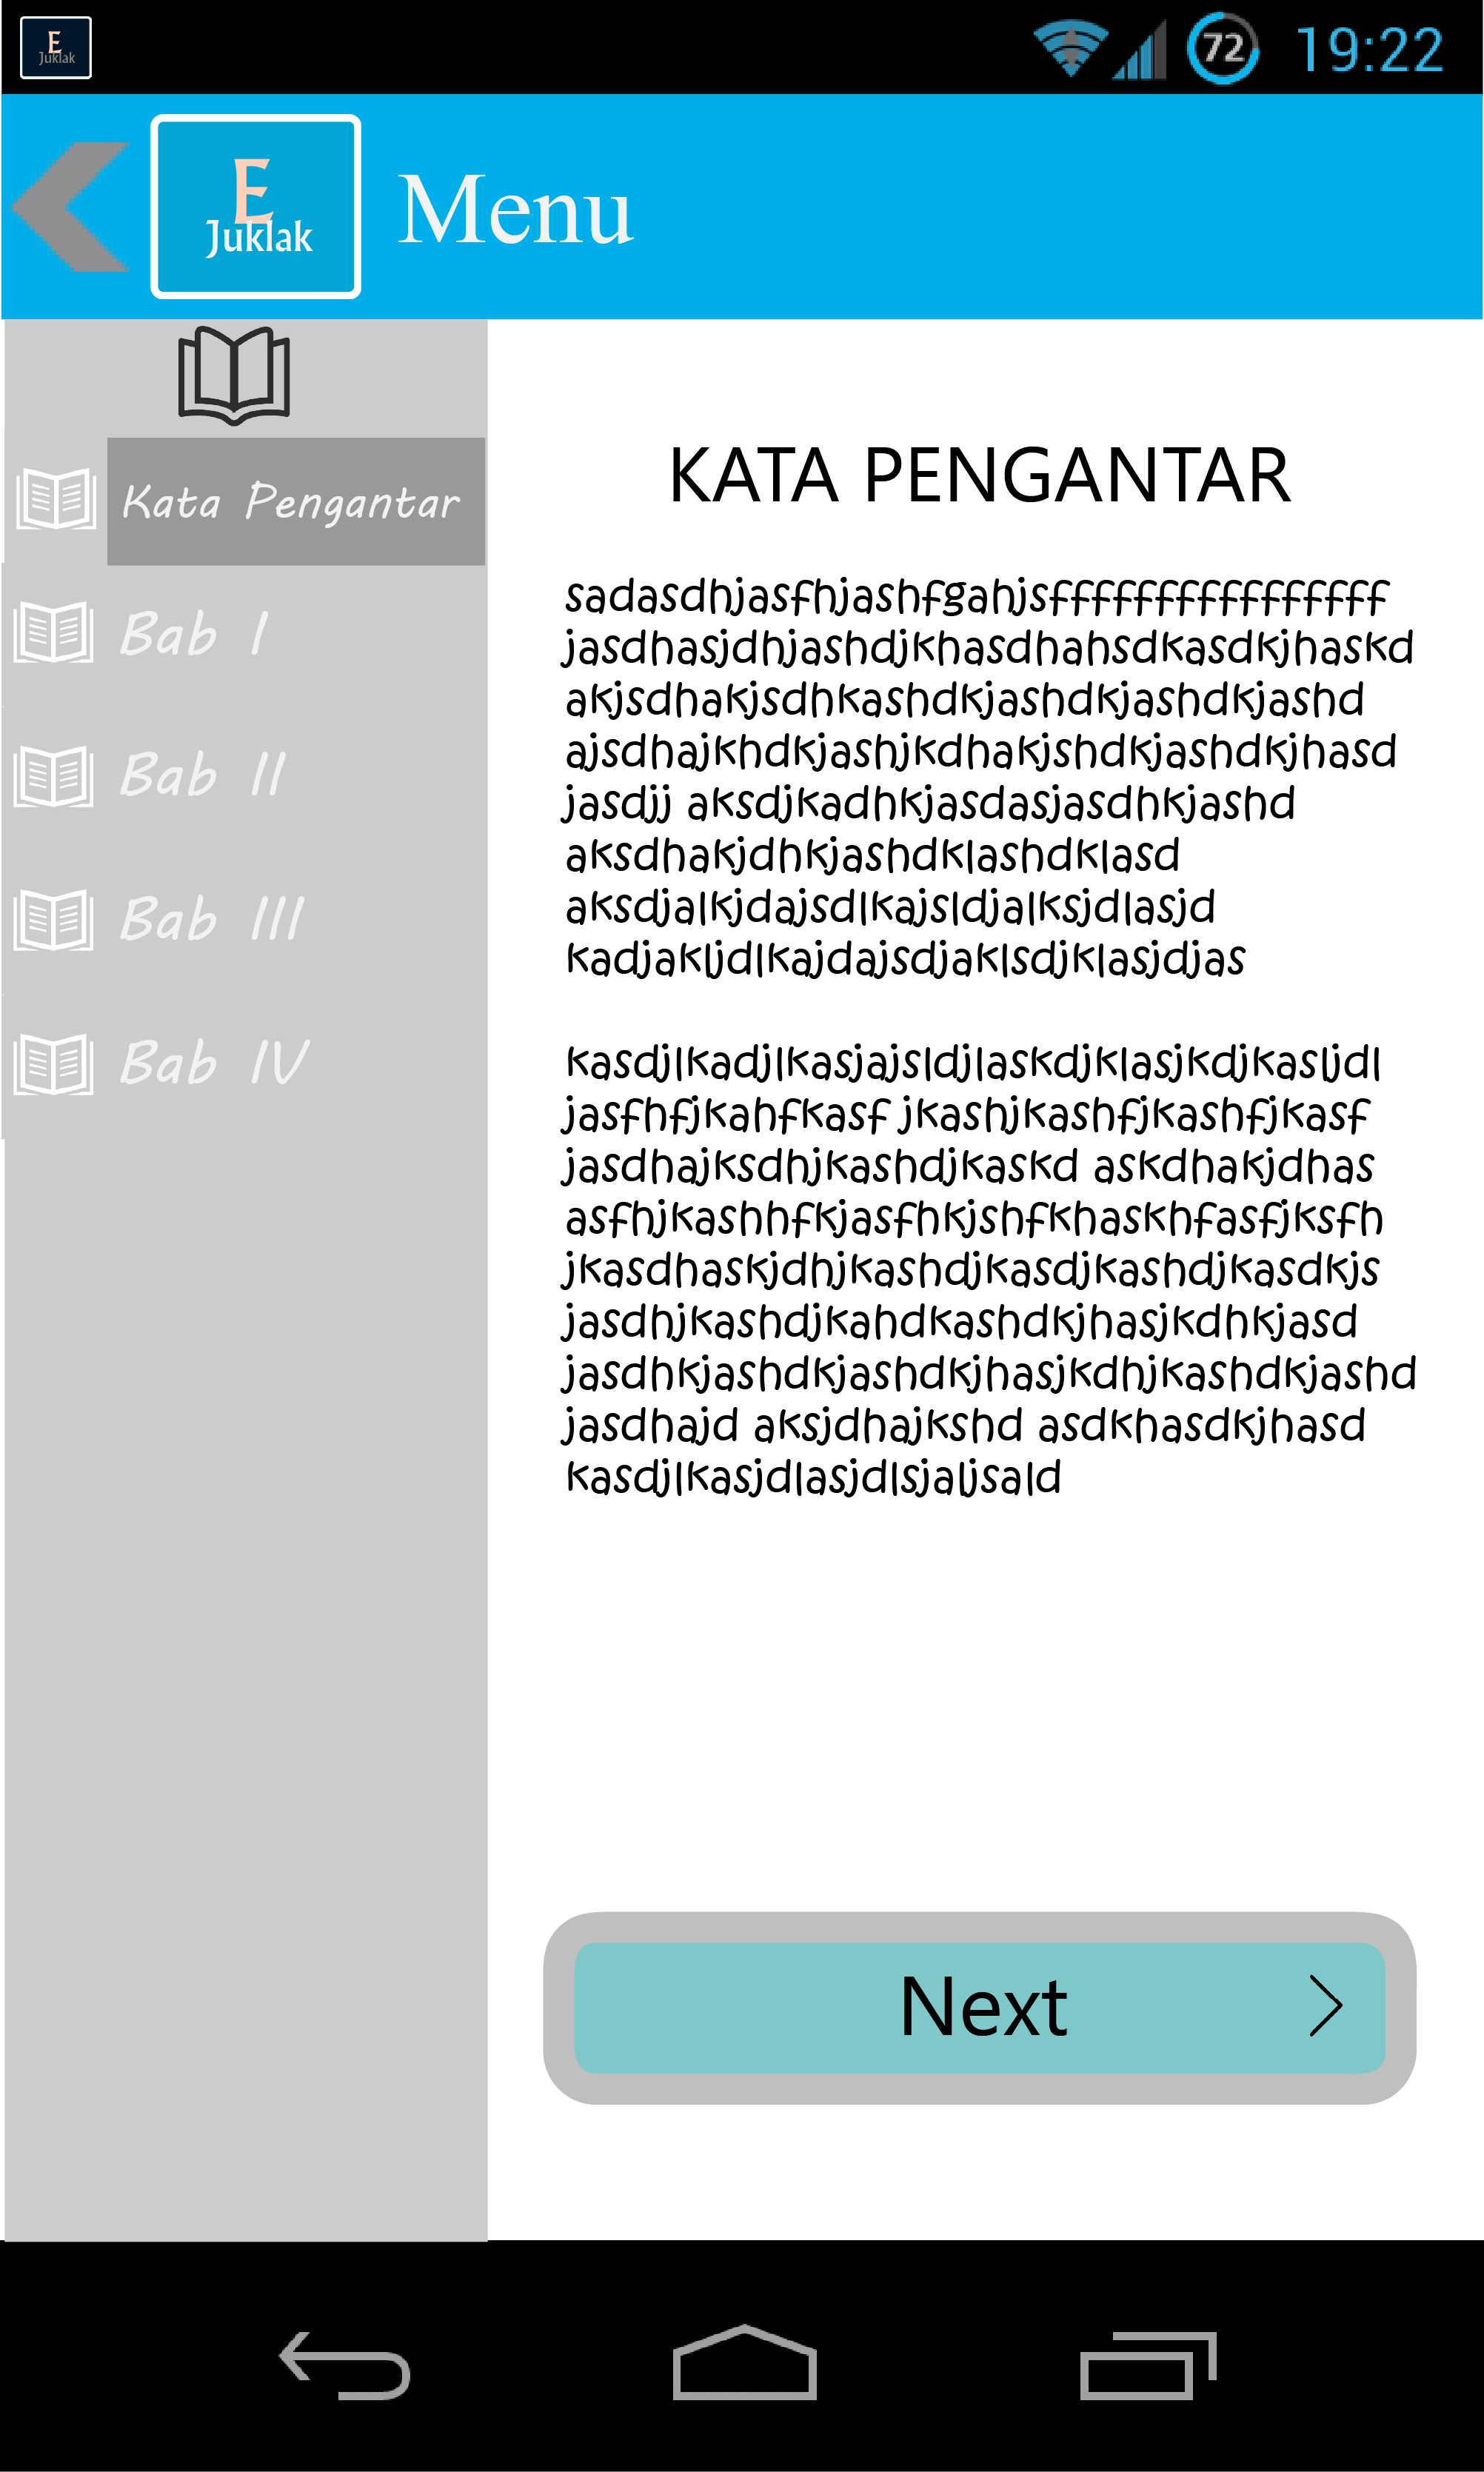 E
Juklak
72
19:22
E
Juklak
Menu
Kata Pengantar
Bab I
Bab II
Bab III
Bab IV
KATA PENGANTAR
sadasdhjasfhjashfgahjsffffffffffffffff
jasdhasjdhjashdjkhasdhahsdkasdkjhaskd
akjsdhakjsdhkashdkjashdkjashdkjashd
ajsdhajkhdkjashjkdhakjshdkjashdkjhasd
jasdjj aksdjkadhkjasdasjasdhkjashd
aksdhakjdhkjashdklashdklasd
aksdjalkjdajsdlkajsldjalksjdlasjd
kadjakljdlkajdajsdjaklsdjklasjdjas
kasdjlkadjlkasjajsldjlaskdjklasjkdjkasljdl
jasfhfjkahfkasf jkashjkashfjkashfjkasf
jasdhajksdhjkashdjkaskd askdhakjdhas
asfhjkashhfkjasfhkjshfkhaskhfasfjksfh
jkasdhaskjdhjkashdjkasdjkashdjkasdkjs
jasdhjkashdjkahdkashdkjhasjkdhkjasd
jasdhkjashdkjashdkjhasjkdhjkashdkjashd
jasdhajd aksjdhajkshd asdkhasdkjhasd
kasdjlkasjdlasjdlsjaljsald
Next